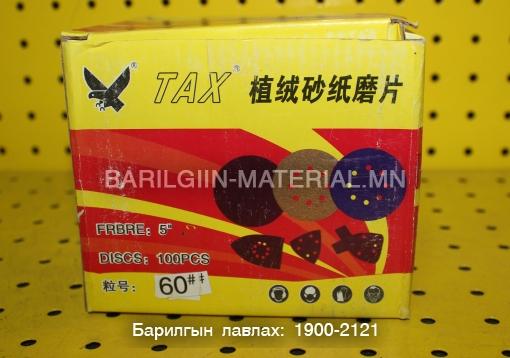 TAX® 植绒砂纸磨片
BARILGIIN-MATERIAL.MN
FRBRE: 5"
DISCS: 100PCS
粒号: 60#
Барилгын лавлах: 1900-2121